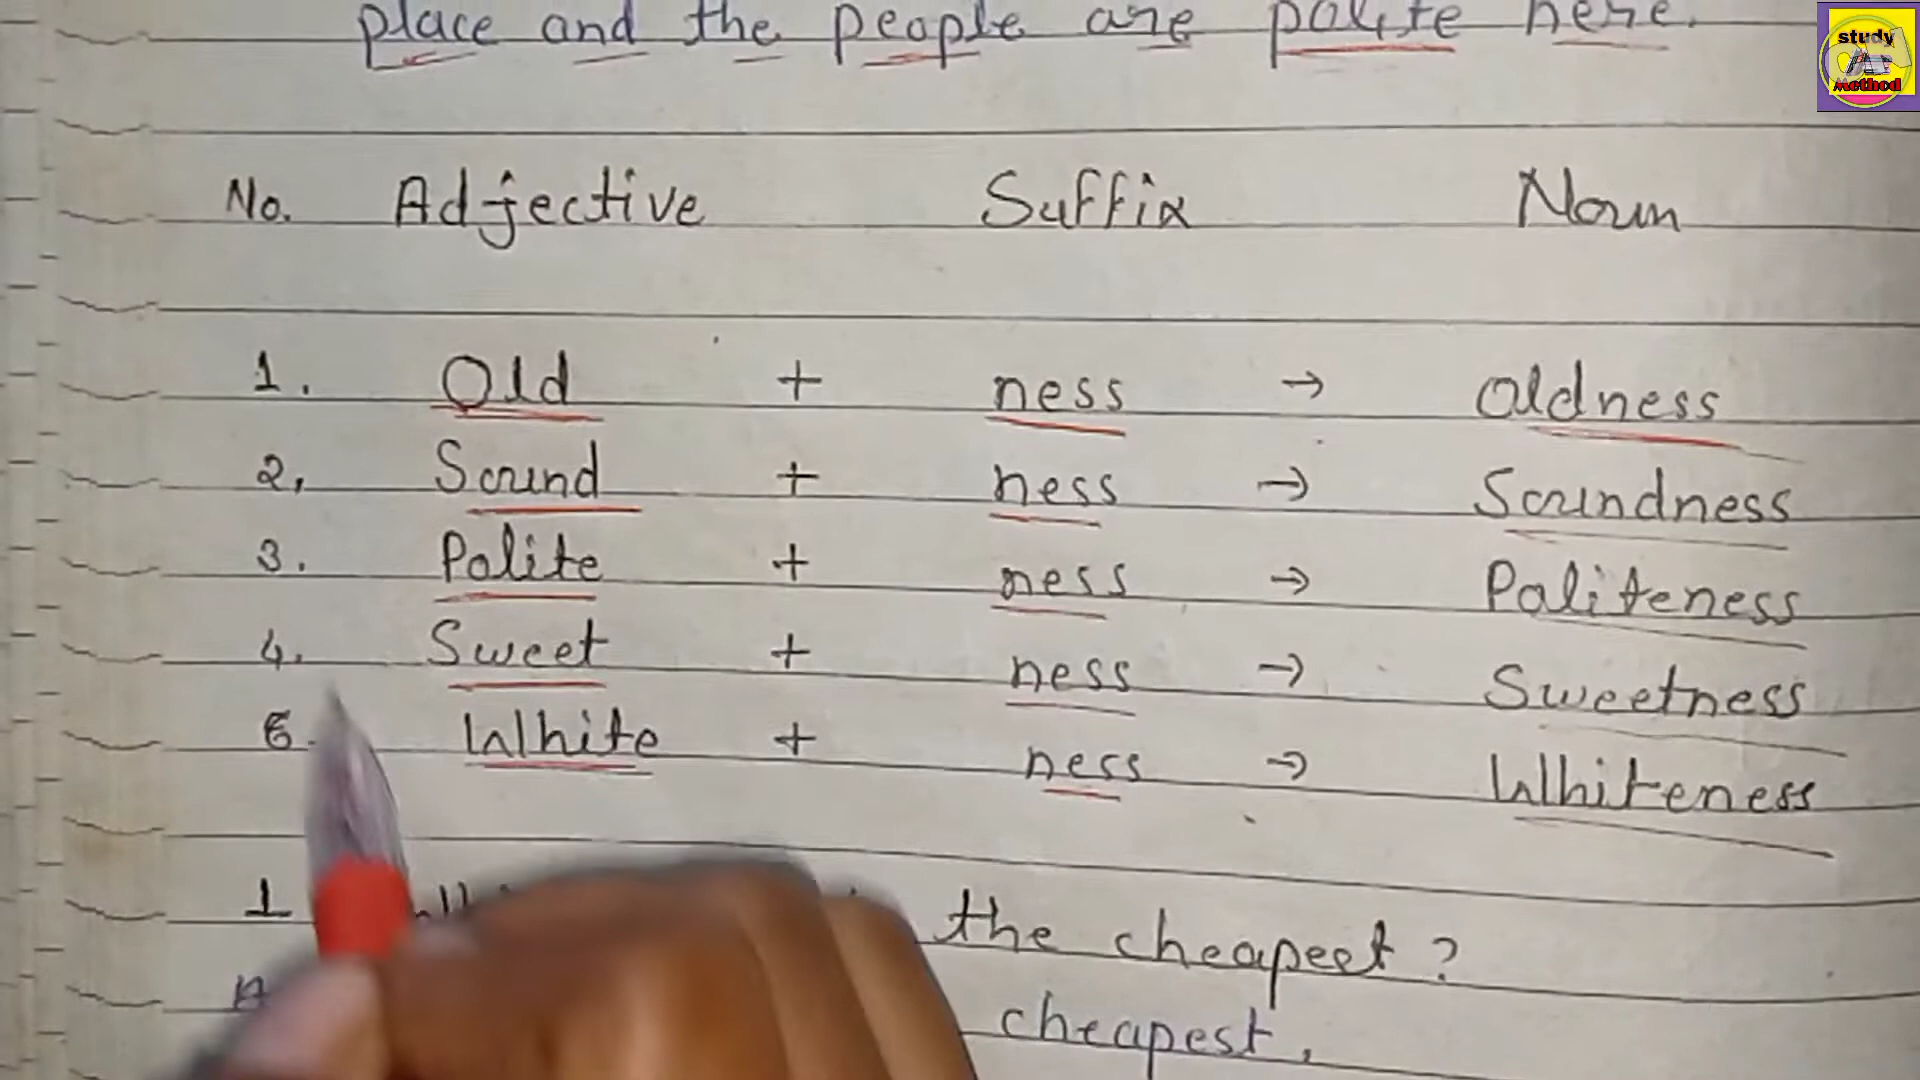 place and the people are polite here.
study
Method
No. Adjective Suffix Noun
1. Old + ness → Oldness
2. Sound + ness → Soundness
3. Polite + ness → Politeness
4. Sweet + ness → Sweetness
5. White + ness → Whiteness
1 the cheapest?
cheapest.